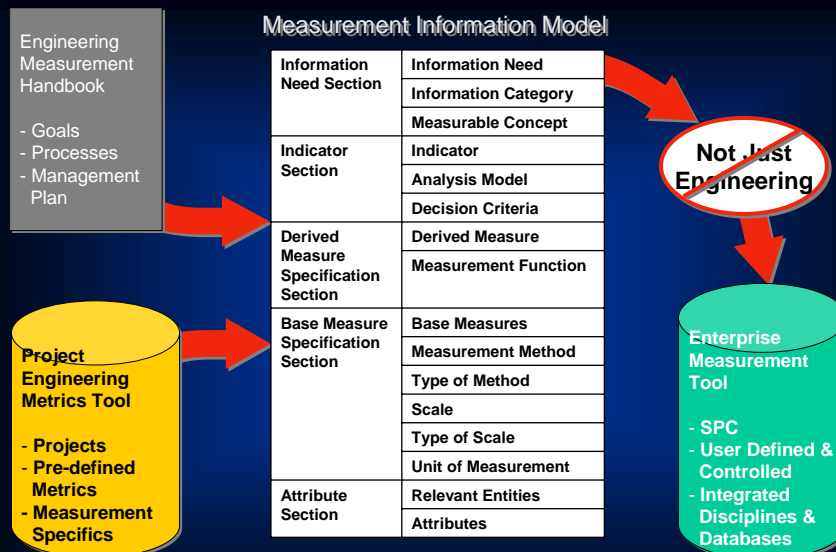 Measurement Information Model
Engineering
Measurement
Handbook
- Goals
- Processes
- Management
Plan
Project
Engineering
Metrics Tool
- Projects
- Pre-defined
Metrics
- Measurement
Specifics
Information
Need Section
Information Need
Information Category
Measurable Concept
Indicator
Section
Indicator
Analysis Model
Decision Criteria
Derived
Measure
Specification
Section
Derived Measure
Measurement Function
Base Measure
Specification
Section
Base Measures
Measurement Method
Type of Method
Scale
Type of Scale
Unit of Measurement
Attribute
Section
Relevant Entities
Attributes
Not Just
Engineering
Enterprise
Measurement
Tool
- SPC
- User Defined &
Controlled
- Integrated
Disciplines &
Databases